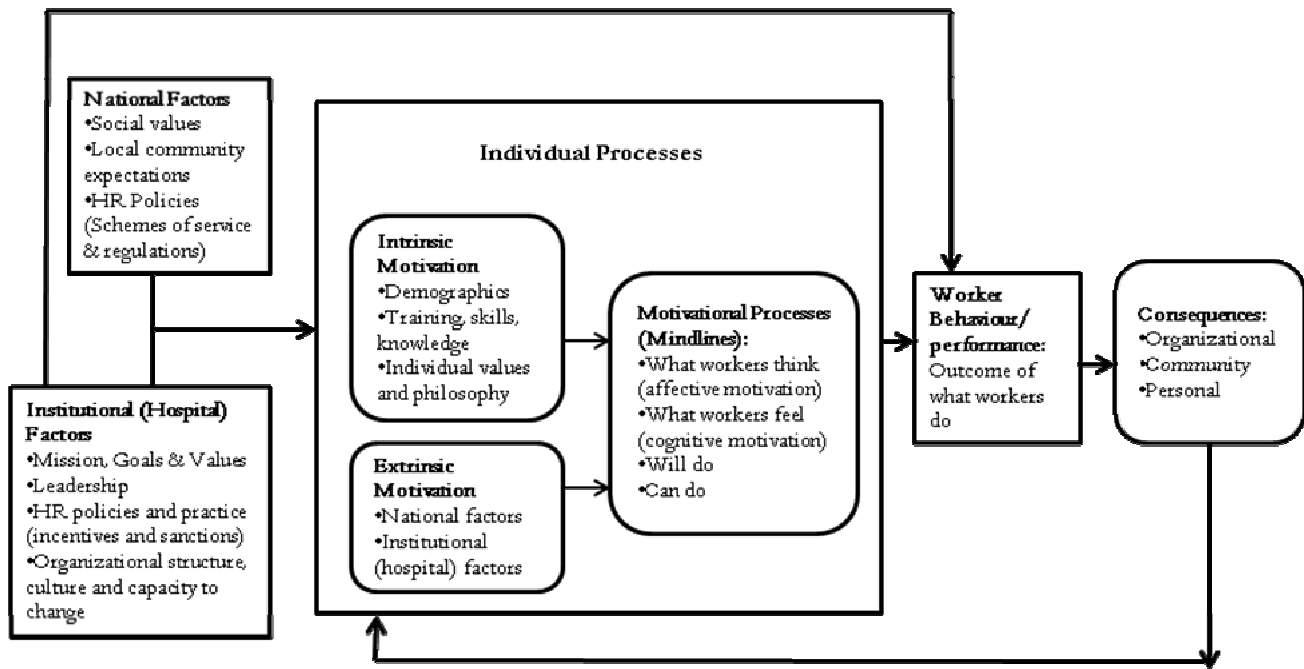 National Factors
•Social values
•Local community
expectations
•HR Policies
(Schemes of service
& regulations)
Institutional (Hospital)
Factors
•Mission, Goals & Values
•Leadership
•HR policies and practice
(incentives and sanctions)
•Organizational structure,
culture and capacity to
change
Individual Processes
Intrinsic
Motivation
•Demographics
•Training, skills,
knowledge
•Individual values
and philosophy
Extrinsic
Motivation
•National factors
•Institutional
(hospital) factors
Motivational Processes
(Mindlines):
•What workers think
(affective motivation)
•What workers feel
(cognitive motivation)
•Will do
•Can do
Worker
Behaviour/
performance:
Outcome of
what workers
do
Consequences:
•Organizational
•Community
•Personal